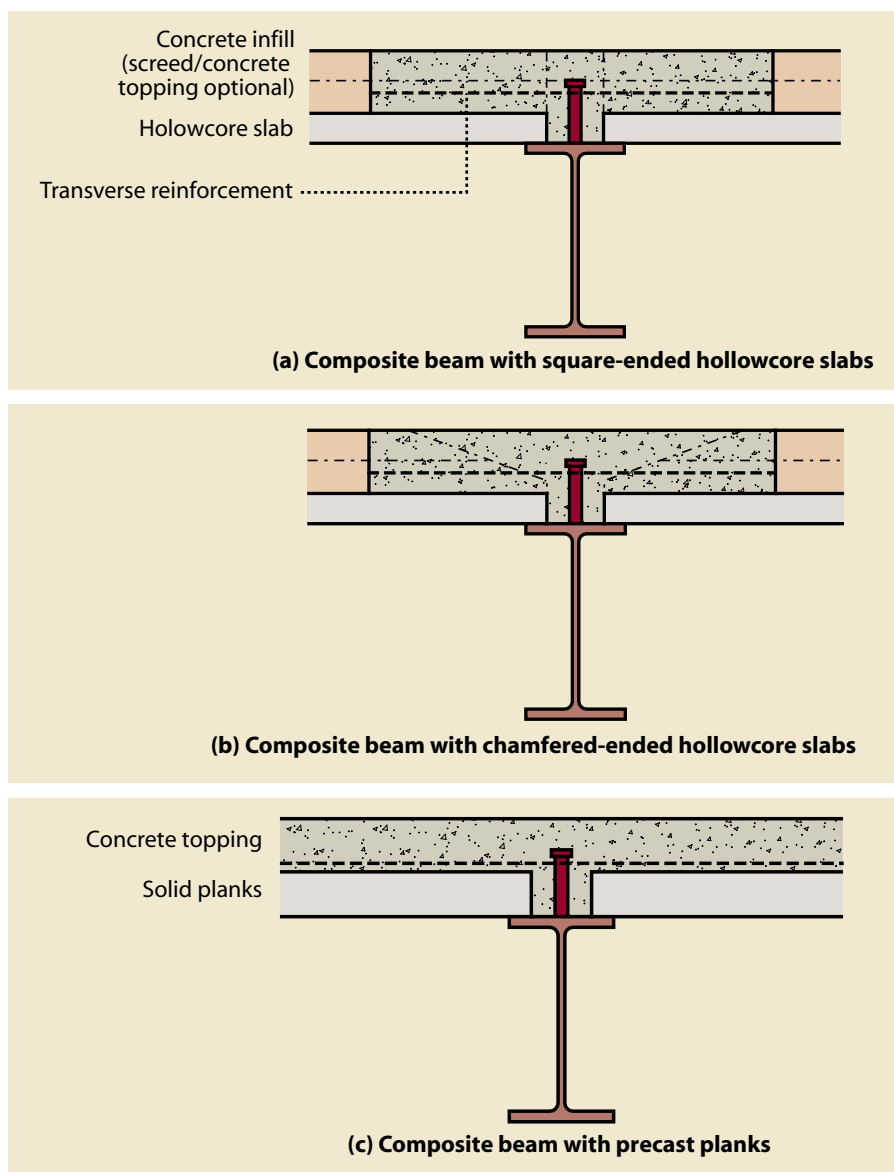 Concrete infill
(screed/concrete
topping optional)
Holowcore slab
Transverse reinforcement
(a) Composite beam with square-ended hollowcore slabs
(b) Composite beam with chamfered-ended hollowcore slabs
Concrete topping
Solid planks
(c) Composite beam with precast planks